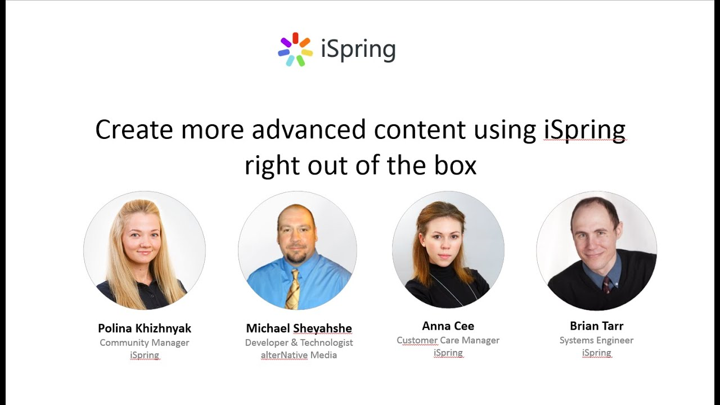 iSpring
Create more advanced content using iSpring
right out of the box
Polina Khizhnyak
Community Manager
iSpring
Michael Sheyahshe
Developer & Technologist
alterNative Media
Anna Cee
Customer Care Manager
iSpring
Brian Tarr
Systems Engineer
iSpring